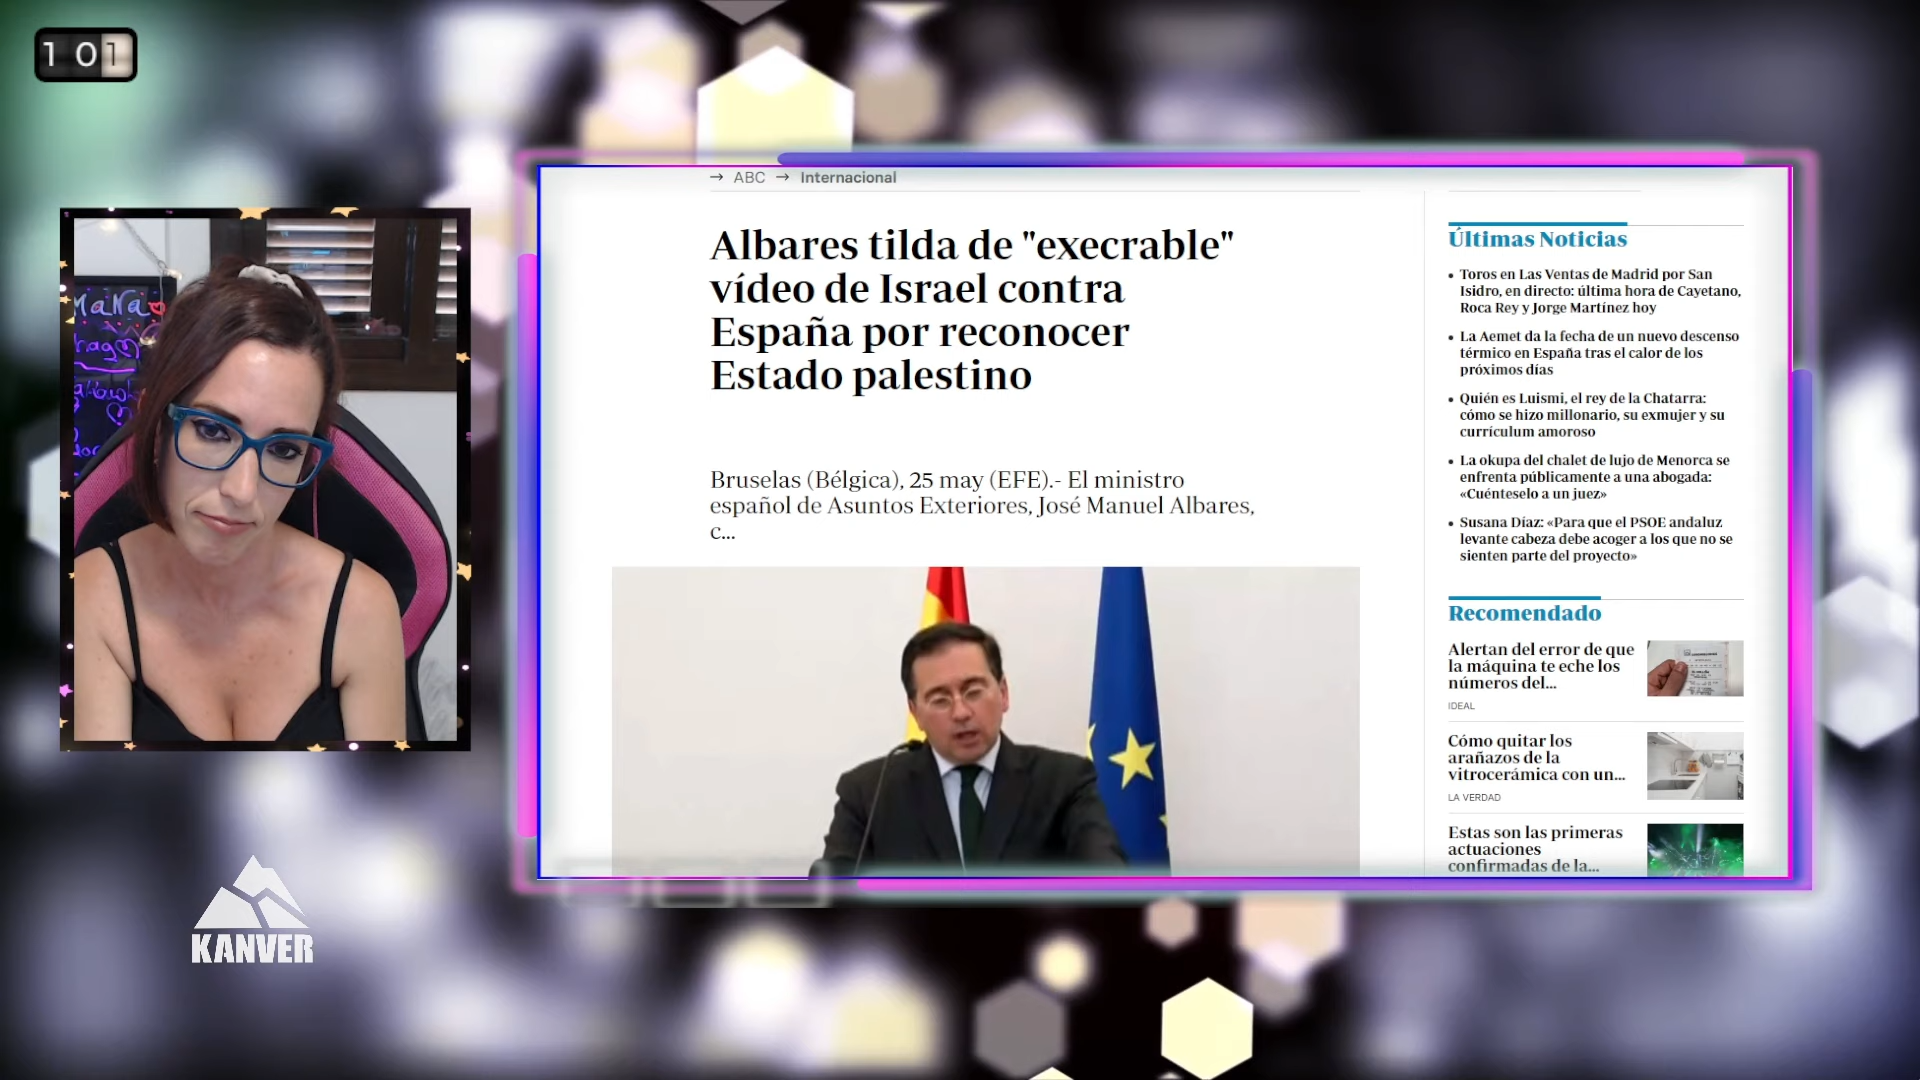 101
MaNa
KANVER
→ ABC → Internacional
Albares tilda de "execrable"
vídeo de Israel contra
España por reconocer
Estado palestino
Bruselas (Bélgica), 25 may (EFE).- El ministro
español de Asuntos Exteriores, José Manuel Albares,
c...
Últimas Noticias
Toros en Las Ventas de Madrid por San
Isidro, en directo: última hora de Cayetano,
Roca Rey y Jorge Martínez hoy
La Aemet da la fecha de un nuevo descenso
térmico en España tras el calor de los
próximos días
Quién es Luismi, el rey de la Chatarra:
cómo se hizo millonario, su exmujer y su
currículum amoroso
La okupa del chalet de lujo de Menorca se
enfrenta públicamente a una abogada:
«Cuénteselo a un juez»
Susana Díaz: «Para que el PSOE andaluz
levante cabeza debe acoger a los que no se
sienten parte del proyecto»
Recomendado
Alertan del error de que
la máquina te eche los
números del...
IDEAL
Cómo quitar los
arañazos de la
vitrocerámica con un...
LA VERDAD
Estas son las primeras
actuaciones
confirmadas de la...